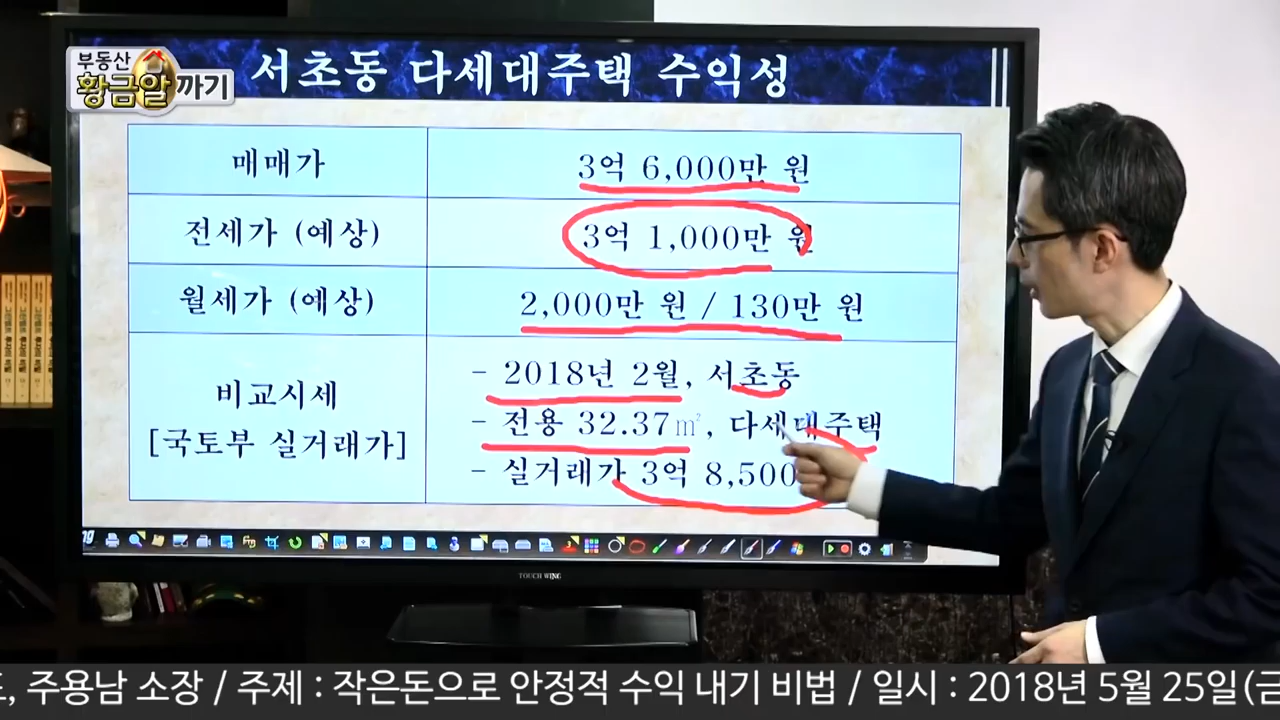 부동산
황금알까기
서초동 다세대주택 수익성
매매가
3억 6,000만 원
전세가 (예상)
3억 1,000만 원
월세가 (예상)
2,000만 원 / 130만 원
비교시세
[국토부 실거래가]
- 2018년 2월, 서초동
- 전용 32.37㎡, 다세대주택
- 실거래가 3억 8,500
TOUCH WING
주용남 소장 / 주제 : 작은돈으로 안정적 수익 내기 비법 / 일시 : 2018년 5월 25일(금